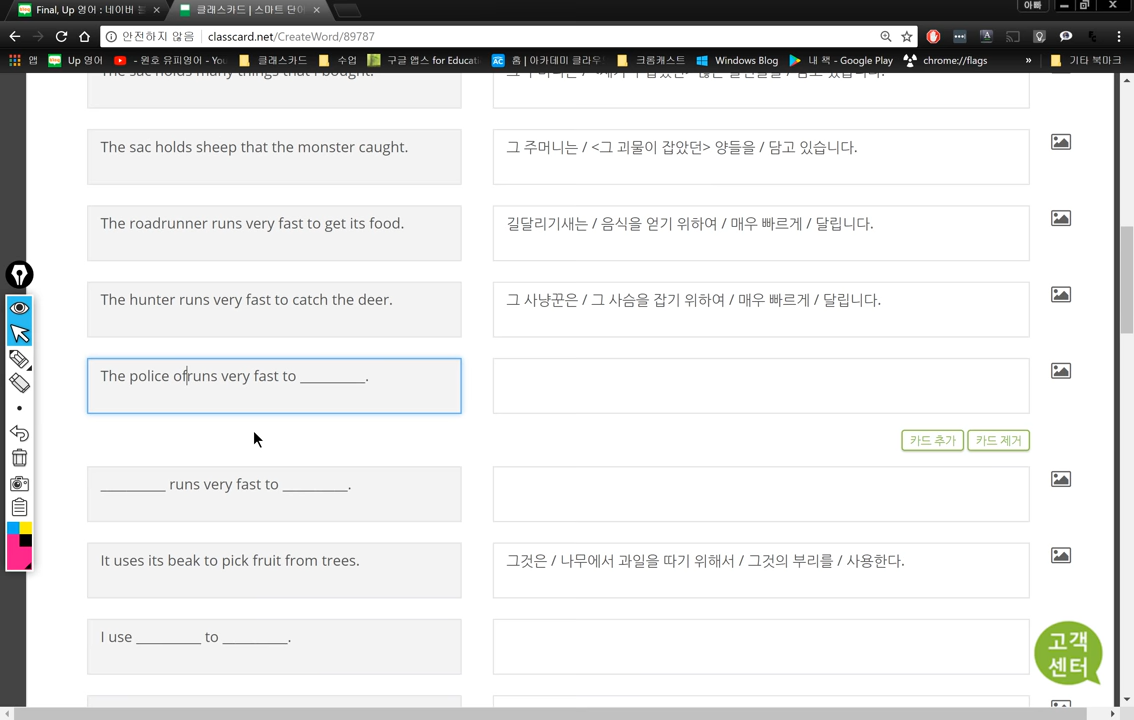 Final, Up 영어 : 네이버 블
클래스카드 | 스마트 단어
아빠
안전하지 않음
classcard.net/CreateWord/89787
앱
Up 영어
- 원호 유피영어 - Yo
클래스카드
수업
구글 앱스 for Educati
홈 | 아카데미 클라우
크롬캐스트
Windows Blog
내 책 - Google Play
chrome://flags
»
기타 북마크
The sac holds many things that I bought.
The sac holds sheep that the monster caught.
그 주머니는 / <그 괴물이 잡았던> 양들을 / 담고 있습니다.
The roadrunner runs very fast to get its food.
길달리기새는 / 음식을 얻기 위하여 / 매우 빠르게 / 달립니다.
The hunter runs very fast to catch the deer.
그 사냥꾼은 / 그 사슴을 잡기 위하여 / 매우 빠르게 / 달립니다.
The police ofruns very fast to _________.
카드 추가
카드 제거
_________ runs very fast to _________.
It uses its beak to pick fruit from trees.
그것은 / 나무에서 과일을 따기 위해서 / 그것의 부리를 / 사용한다.
I use _________ to _________.
고객
센터